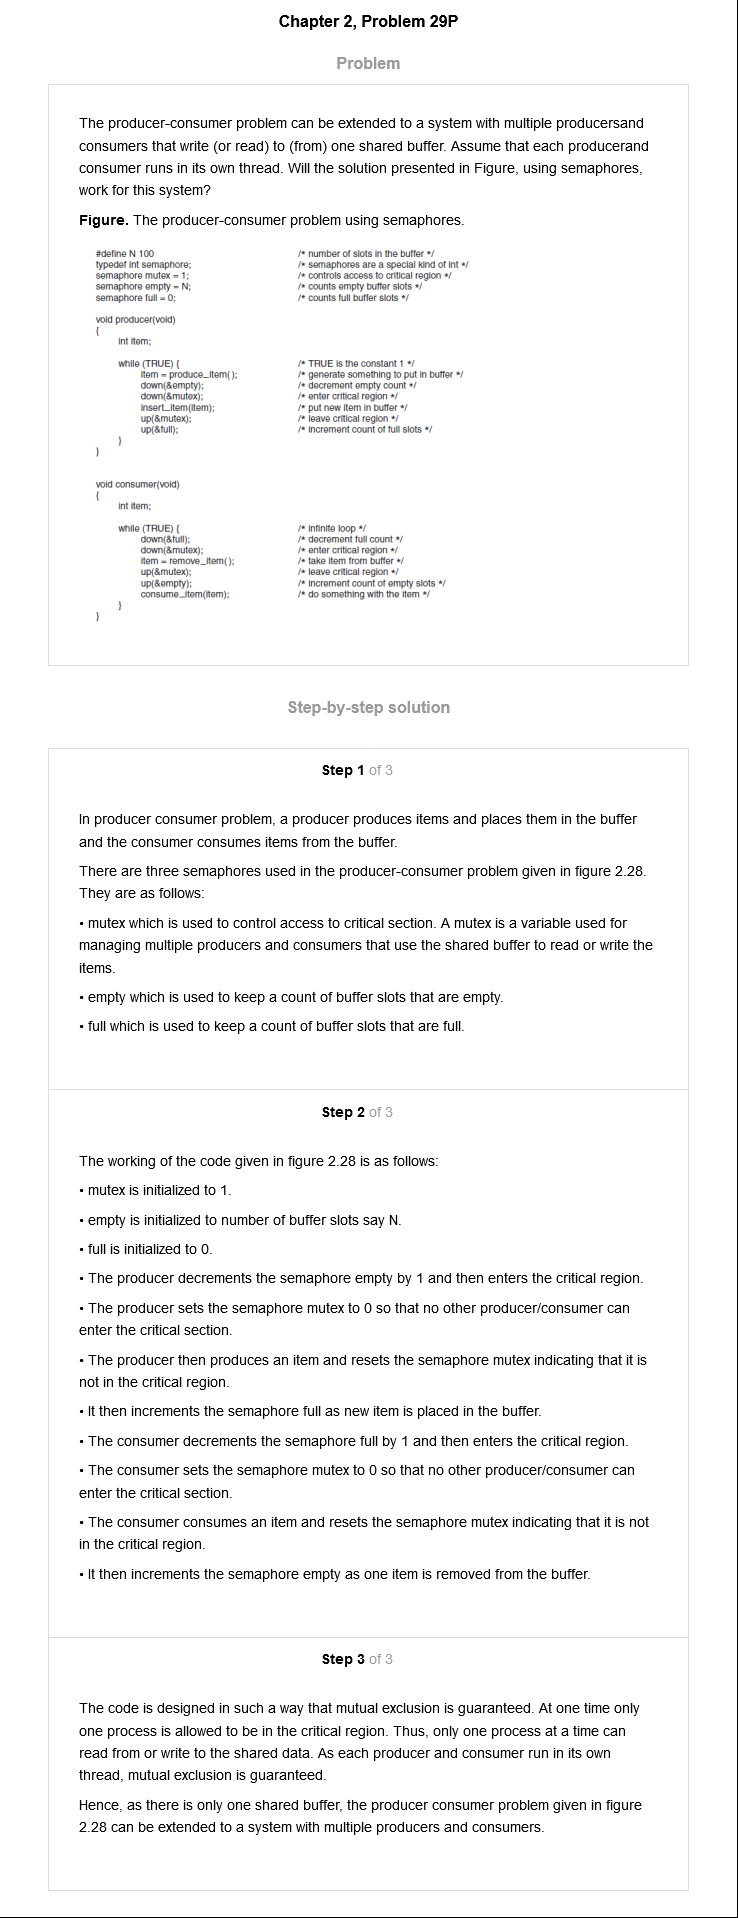 Chapter 2, Problem 29P
Problem
The producer-consumer problem can be extended to a system with multiple producersand
consumers that write (or read) to (from) one shared buffer. Assume that each producerand
consumer runs in its own thread. Will the solution presented in Figure, using semaphores,
work for this system?
Figure. The producer-consumer problem using semaphores.
#define N 100 /* number of slots in the buffer */
typedef int semaphore; /* semaphores are a special kind of int */
semaphore mutex = 1; /* controls access to critical region */
semaphore empty = N; /* counts empty buffer slots */
semaphore full = 0; /* counts full buffer slots */
void producer(void)
{
int item;
while (TRUE) { /* TRUE is the constant 1 */
item = produce_item( ); /* generate something to put in buffer */
down(&empty); /* decrement empty count */
down(&mutex); /* enter critical region */
insert_item(item); /* put new item in buffer */
up(&mutex); /* leave critical region */
up(&full); /* increment count of full slots */
}
}
void consumer(void)
{
int item;
while (TRUE) { /* infinite loop */
down(&full); /* decrement full count */
down(&mutex); /* enter critical region */
item = remove_item( ); /* take item from buffer */
up(&mutex); /* leave critical region */
up(&empty); /* increment count of empty slots */
consume_item(item); /* do something with the item */
}
}
Step-by-step solution
Step 1 of 3
In producer consumer problem, a producer produces items and places them in the buffer
and the consumer consumes items from the buffer.
There are three semaphores used in the producer-consumer problem given in figure 2.28.
They are as follows:
• mutex which is used to control access to critical section. A mutex is a variable used for
managing multiple producers and consumers that use the shared buffer to read or write the
items.
• empty which is used to keep a count of buffer slots that are empty.
• full which is used to keep a count of buffer slots that are full.
Step 2 of 3
The working of the code given in figure 2.28 is as follows:
• mutex is initialized to 1.
• empty is initialized to number of buffer slots say N.
• full is initialized to 0.
• The producer decrements the semaphore empty by 1 and then enters the critical region.
• The producer sets the semaphore mutex to 0 so that no other producer/consumer can
enter the critical section.
• The producer then produces an item and resets the semaphore mutex indicating that it is
not in the critical region.
• It then increments the semaphore full as new item is placed in the buffer.
• The consumer decrements the semaphore full by 1 and then enters the critical region.
• The consumer sets the semaphore mutex to 0 so that no other producer/consumer can
enter the critical section.
• The consumer consumes an item and resets the semaphore mutex indicating that it is not
in the critical region.
• It then increments the semaphore empty as one item is removed from the buffer.
Step 3 of 3
The code is designed in such a way that mutual exclusion is guaranteed. At one time only
one process is allowed to be in the critical region. Thus, only one process at a time can
read from or write to the shared data. As each producer and consumer run in its own
thread, mutual exclusion is guaranteed.
Hence, as there is only one shared buffer, the producer consumer problem given in figure
2.28 can be extended to a system with multiple producers and consumers.